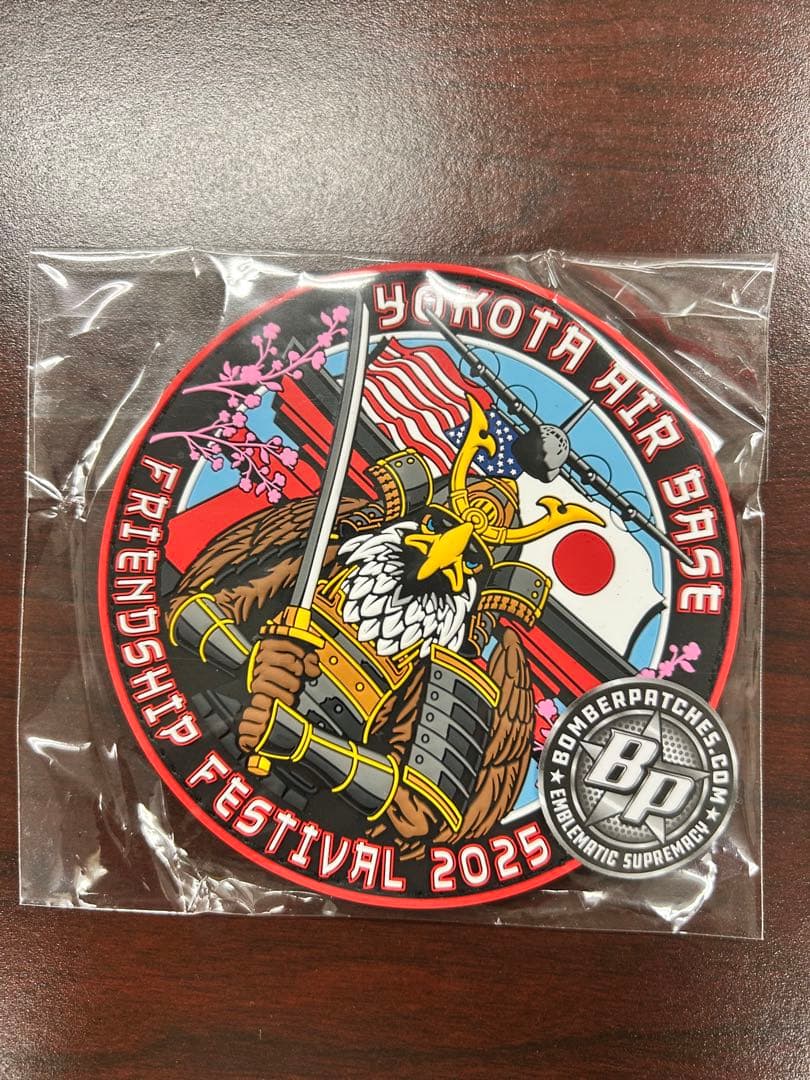 YOKOTA AIR BASE
FRIENDSHIP FESTIVAL 2025
BOMBERPATCHES.COM
BP
EMBLEMATIC SUPREMACY